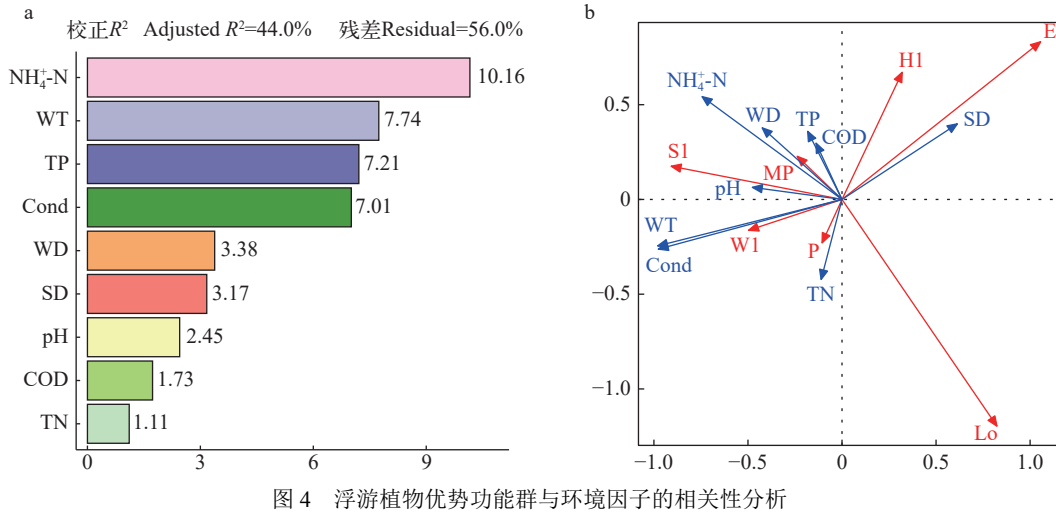 a
校正R² Adjusted R²=44.0% 残差Residual=56.0%
NH₄⁺-N 10.16
WT 7.74
TP 7.21
Cond 7.01
WD 3.38
SD 3.17
pH 2.45
COD 1.73
TN 1.11
0 3 6 9
b
E
H1
NH₄⁺-N
0.5
WD TP SD
COD
S1
MP
pH
0
WT
W1 P
Cond
TN
−0.5
−1.0
Lo
−1.0 −0.5 0 0.5 1.0
图 4 浮游植物优势功能群与环境因子的相关性分析